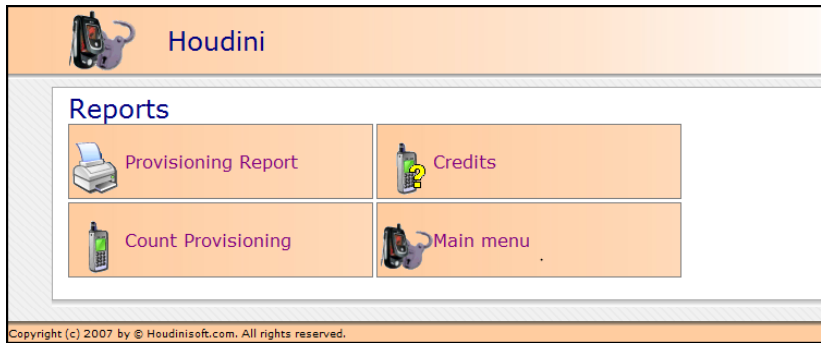 Houdini
Reports
Provisioning Report
Credits
Count Provisioning
Main menu
Copyright (c) 2007 by © Houdinisoft.com. All rights reserved.